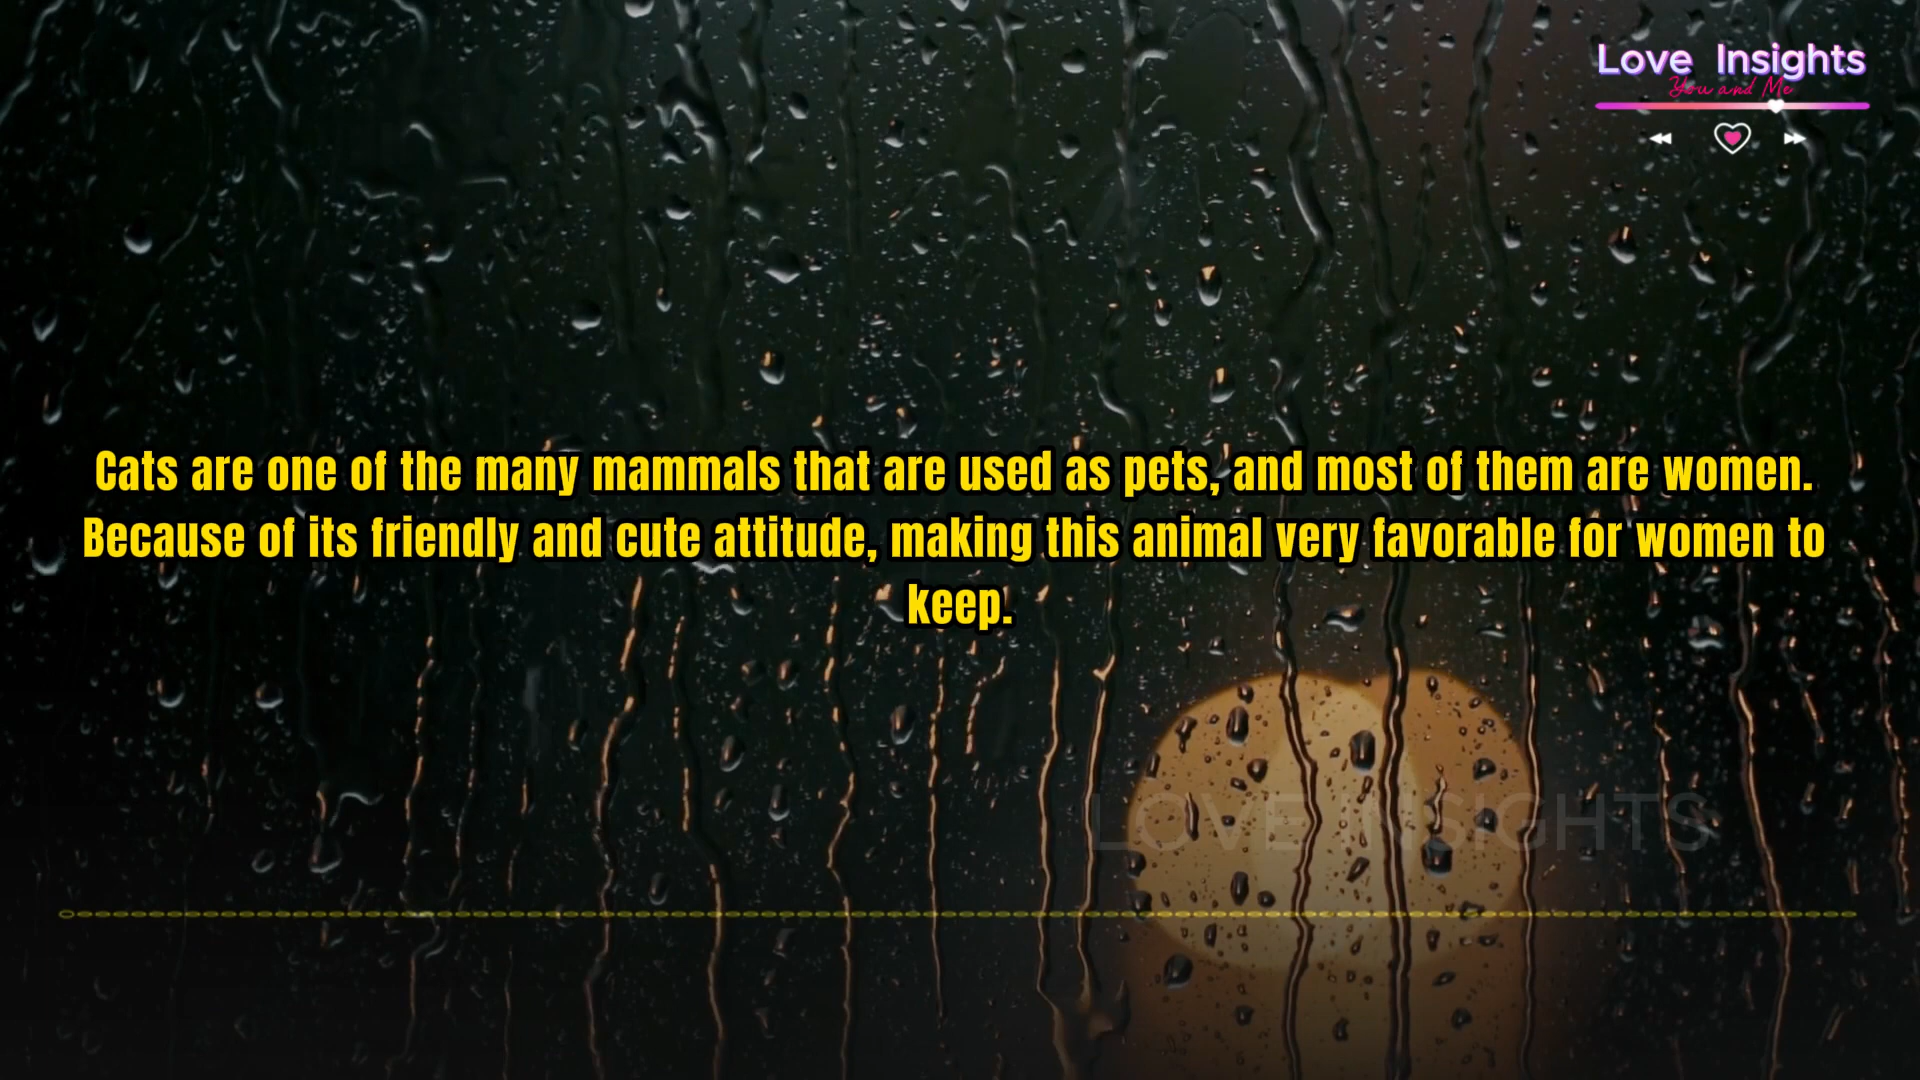 Love Insights
You and Me
Cats are one of the many mammals that are used as pets, and most of them are women.
Because of its friendly and cute attitude, making this animal very favorable for women to
keep.
LOVE INSIGHTS